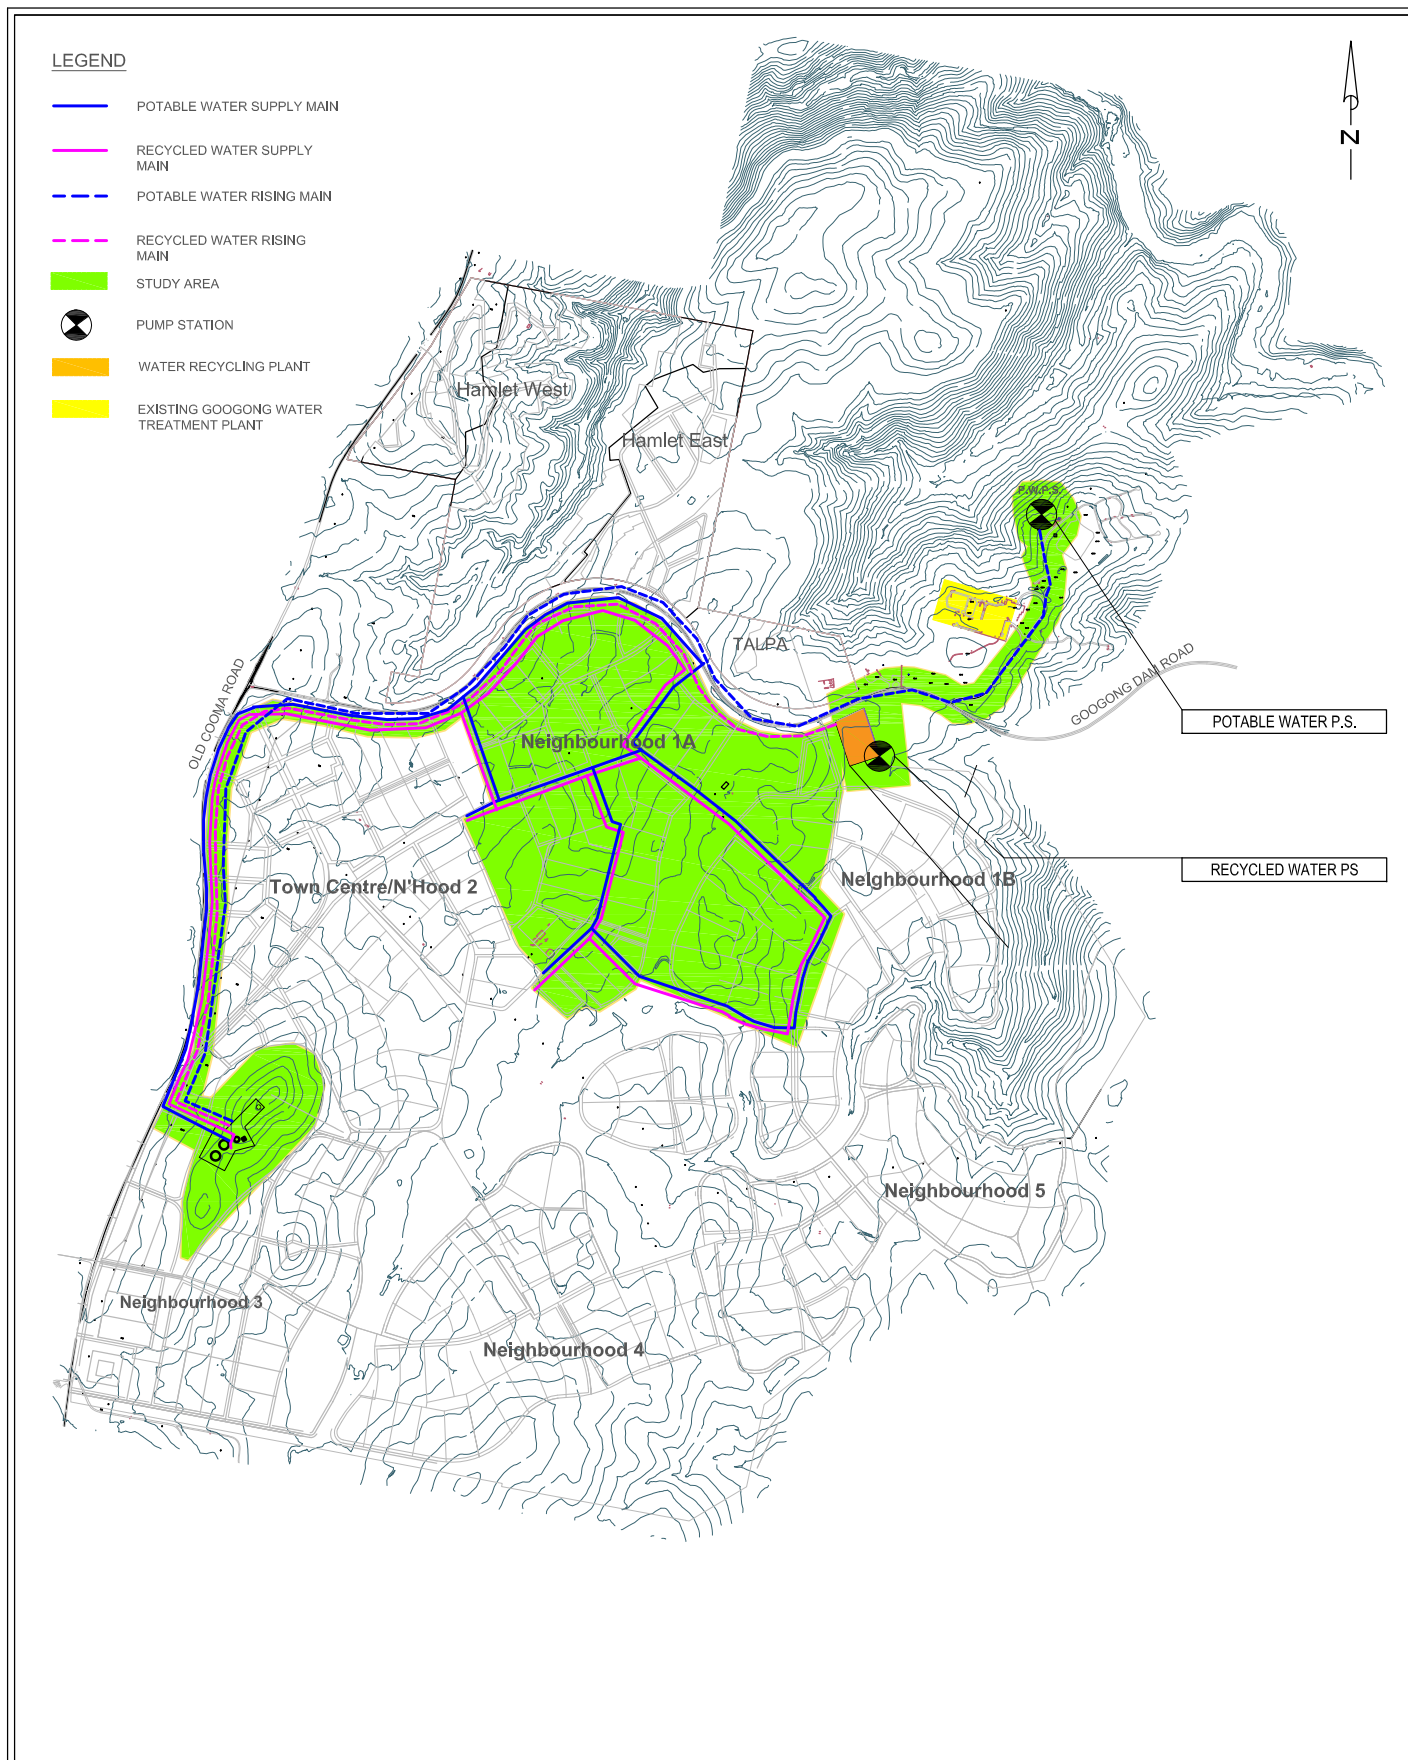 LEGEND
POTABLE WATER SUPPLY MAIN
RECYCLED WATER SUPPLY
MAIN
POTABLE WATER RISING MAIN
RECYCLED WATER RISING
MAIN
STUDY AREA
PUMP STATION
WATER RECYCLING PLANT
EXISTING GOOGONG WATER
TREATMENT PLANT
N
Hamlet West
Hamlet East
P.W.P.S.
TALPA
OLD COOMA ROAD
GOOGONG DAM ROAD
POTABLE WATER P.S.
Neighbourhood 1A
RECYCLED WATER PS
Neighbourhood 1B
Town Centre/N'Hood 2
Neighbourhood 5
Neighbourhood 3
Neighbourhood 4